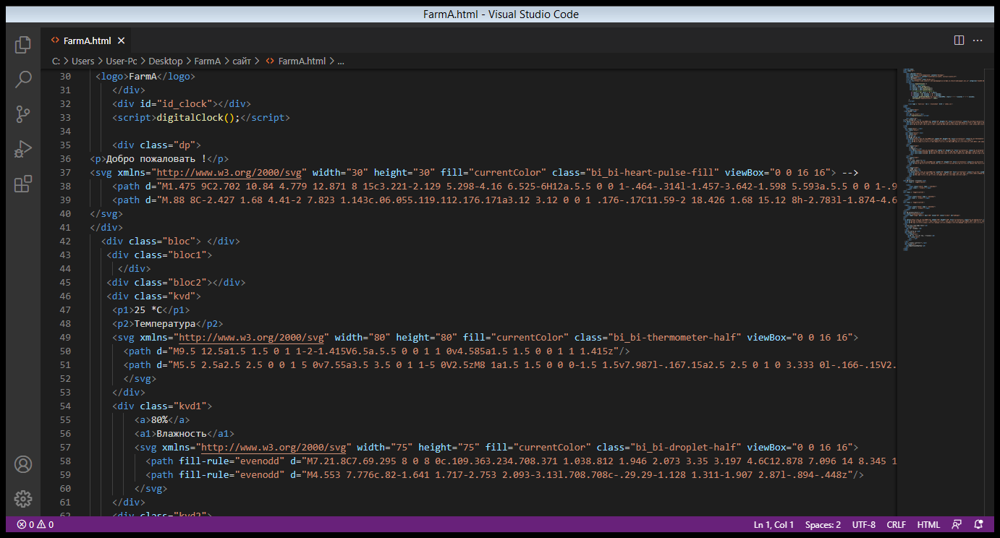 FarmA.html - Visual Studio Code
FarmA.html
C: > Users > User-Pc > Desktop > FarmA > сайт > FarmA.html > ...
30 <logo>FarmA</logo>
31 </div>
32 <div id="id_clock"></div>
33 <script>digitalClock();</script>
34
35 <div class="dp">
36 <p>Добро пожаловать !</p>
37 <svg xmlns="http://www.w3.org/2000/svg" width="30" height="30" fill="currentColor" class="bi_bi-heart-pulse-fill" viewBox="0 0 16 16"> -->
38 <path d="M1.475 9C2.702 10.84 4.779 12.871 8 15c3.221-2.129 5.298-4.16 6.525-6H12a.5.5 0 0 1-.464-.314l-1.457-3.642-1.598 5.593a.5.5 0 0 1-.9
39 <path d="M.88 8C-2.427 1.68 4.41-2 7.823 1.143c.06.055.119.112.176.171a3.12 3.12 0 0 1 .176-.17C11.59-2 18.426 1.68 15.12 8h-2.783l-1.874-4.6
40 </svg>
41 </div>
42 <div class="bloc"> </div>
43 <div class="bloc1">
44 </div>
45 <div class="bloc2"></div>
46 <div class="kvd">
47 <p1>25 *C</p1>
48 <p2>Температура</p2>
49 <svg xmlns="http://www.w3.org/2000/svg" width="80" height="80" fill="currentColor" class="bi_bi-thermometer-half" viewBox="0 0 16 16">
50 <path d="M9.5 12.5a1.5 1.5 0 1 1-2-1.415V6.5a.5.5 0 0 1 1 0v4.585a1.5 1.5 0 0 1 1 1.415z"/>
51 <path d="M5.5 2.5a2.5 2.5 0 0 1 5 0v7.55a3.5 3.5 0 1 1-5 0V2.5zM8 1a1.5 1.5 0 0 0-1.5 1.5v7.987l-.167.15a2.5 2.5 0 1 0 3.333 0l-.166-.15V2.
52 </svg>
53 </div>
54 <div class="kvd1">
55 <a>80%</a>
56 <a1>Влажность</a1>
57 <svg xmlns="http://www.w3.org/2000/svg" width="75" height="75" fill="currentColor" class="bi_bi-droplet-half" viewBox="0 0 16 16">
58 <path fill-rule="evenodd" d="M7.21.8C7.69.295 8 0 8 0c.109.363.234.708.371 1.038.812 1.946 2.073 3.35 3.197 4.6C12.878 7.096 14 8.345 1
59 <path fill-rule="evenodd" d="M4.553 7.776c.82-1.641 1.717-2.753 2.093-3.13l.708.708c-.29.29-1.128 1.311-1.907 2.87l-.894-.448z"/>
60 </svg>
61 </div>
62 <div class="kvd2">
0 0 Ln 1, Col 1 Spaces: 2 UTF-8 CRLF HTML